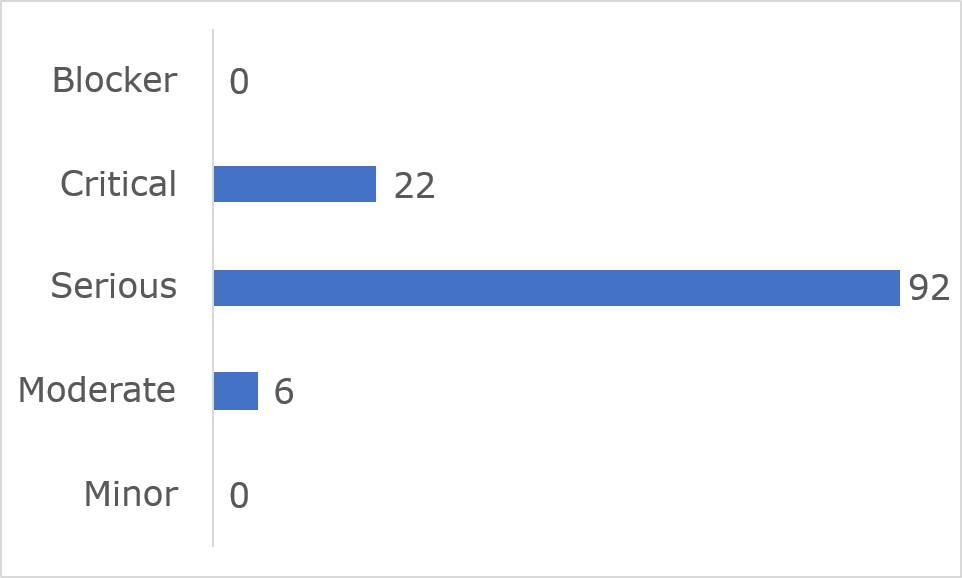 Blocker 0
Critical 22
Serious 92
Moderate 6
Minor 0